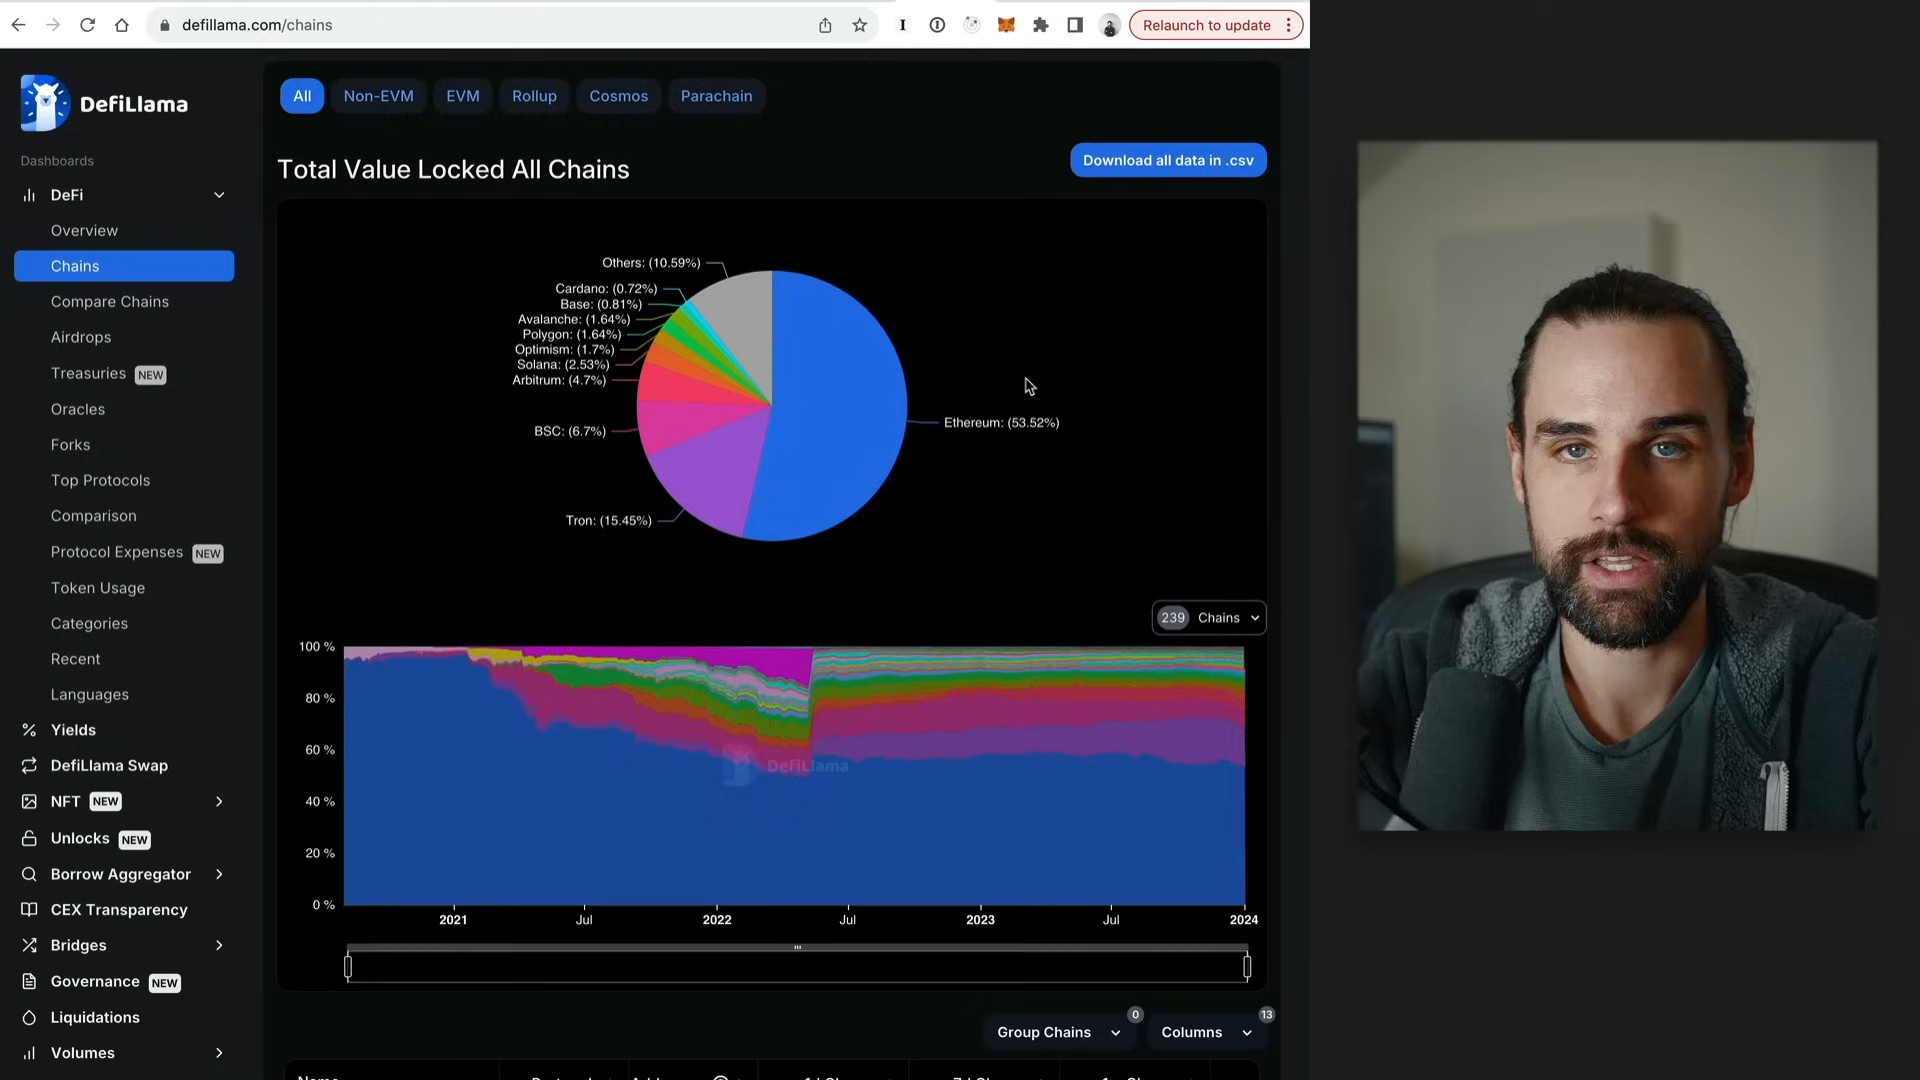 defillama.com/chains
Relaunch to update
DefiLlama
Dashboards
DeFi
Overview
Chains
Compare Chains
Airdrops
Treasuries NEW
Oracles
Forks
Top Protocols
Comparison
Protocol Expenses NEW
Token Usage
Categories
Recent
Languages
Yields
DefiLlama Swap
NFT NEW
Unlocks NEW
Borrow Aggregator
CEX Transparency
Bridges
Governance NEW
Liquidations
Volumes
All Non-EVM EVM Rollup Cosmos Parachain
Total Value Locked All Chains
Download all data in .csv
Others: (10.59%)
Cardano: (0.72%)
Base: (0.81%)
Avalanche: (1.64%)
Polygon: (1.64%)
Optimism: (1.7%)
Solana: (2.53%)
Arbitrum: (4.7%)
BSC: (6.7%)
Tron: (15.45%)
Ethereum: (53.52%)
239 Chains
100 %
80 %
60 %
40 %
20 %
0 %
DefiLlama
2021 Jul 2022 Jul 2023 Jul 2024
Group Chains 0
Columns 13